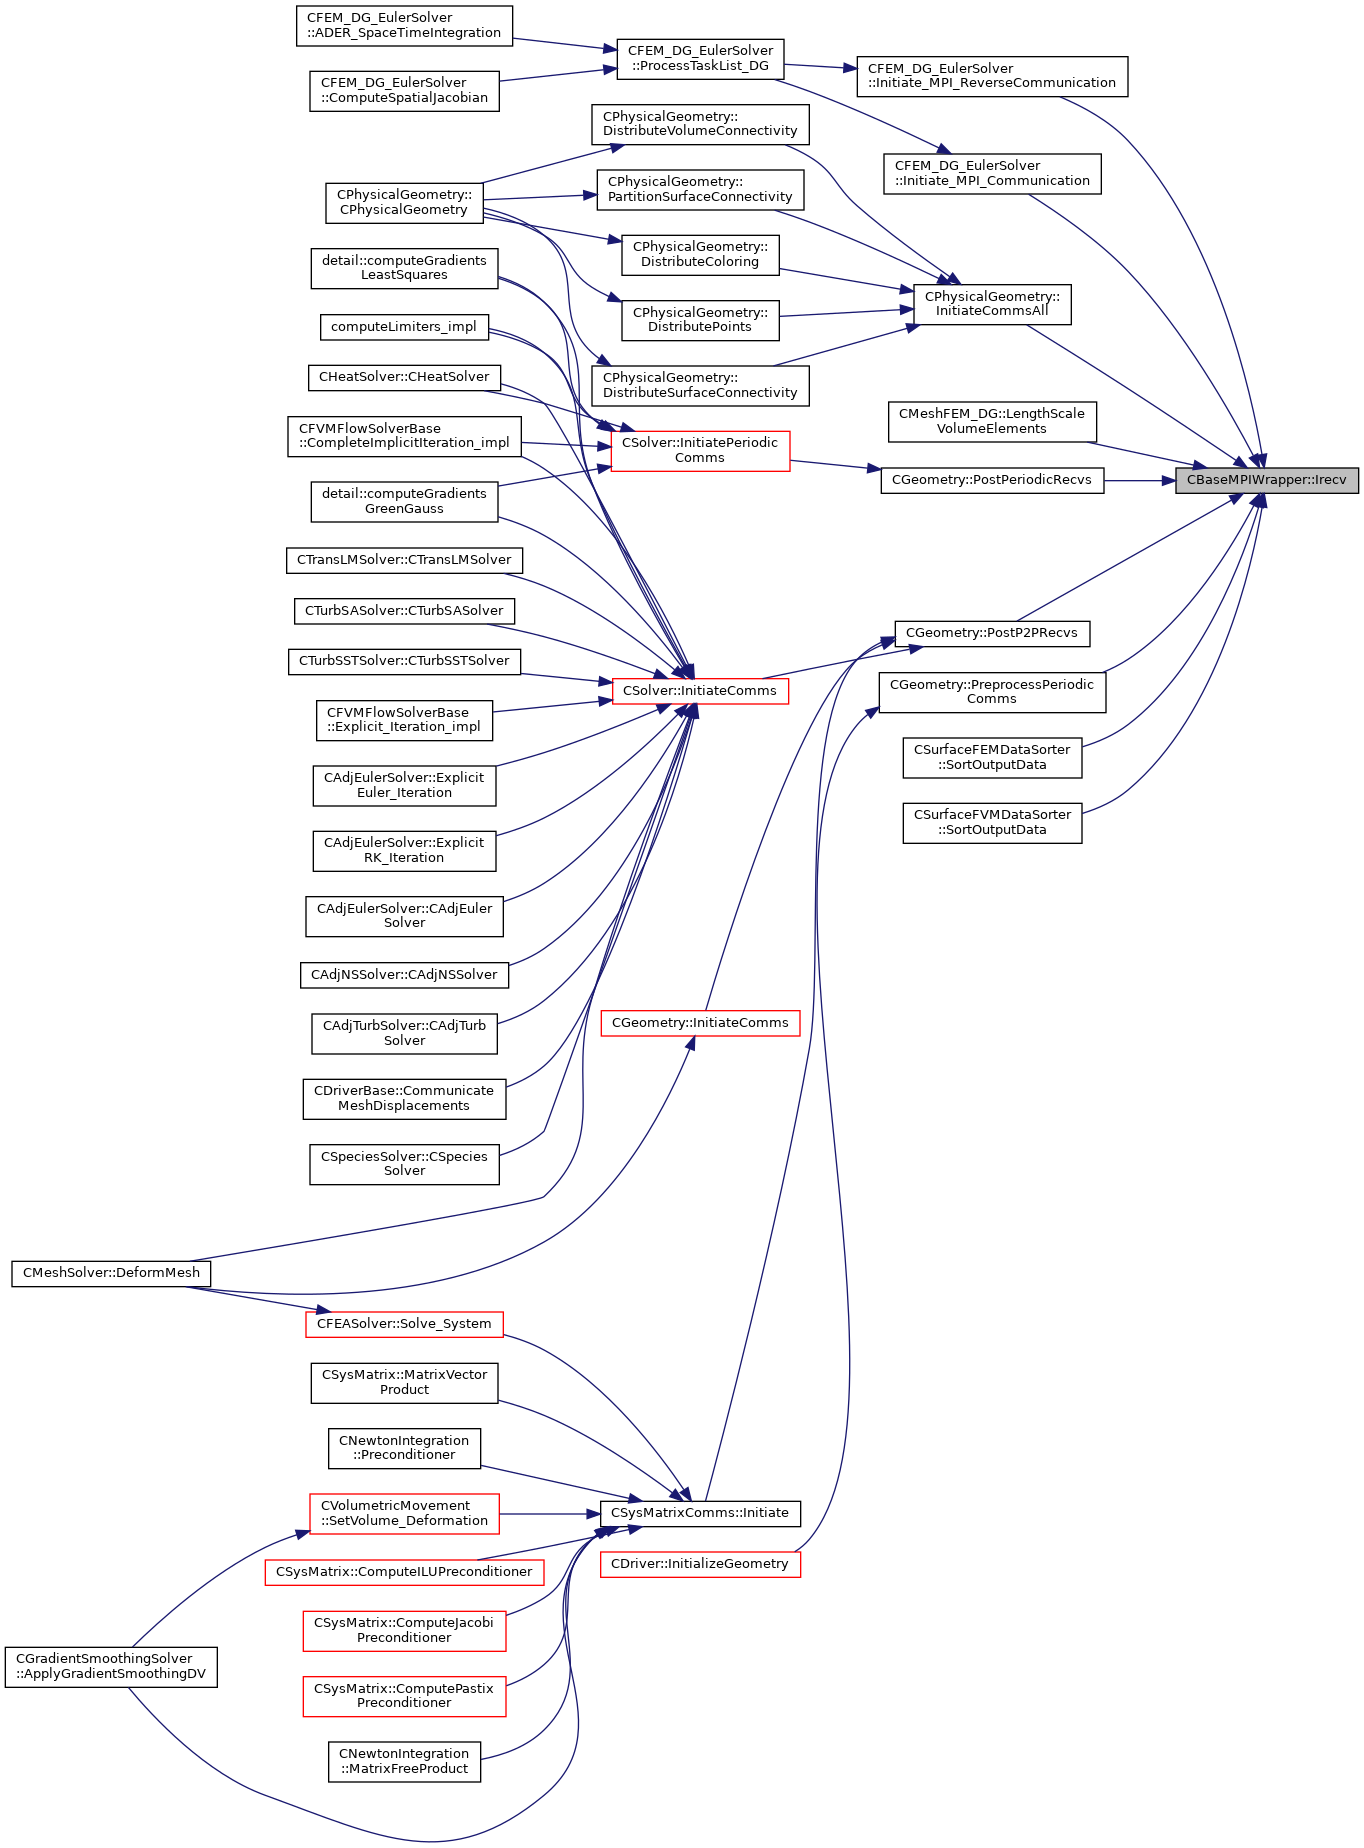 CFEM_DG_EulerSolver
::ADER_SpaceTimeIntegration
CFEM_DG_EulerSolver
::ComputeSpatialJacobian
CPhysicalGeometry::
CPhysicalGeometry
detail::computeGradients
LeastSquares
computeLimiters_impl
CHeatSolver::CHeatSolver
CFVMFlowSolverBase
::CompleteImplicitIteration_impl
detail::computeGradients
GreenGauss
CTransLMSolver::CTransLMSolver
CTurbSASolver::CTurbSASolver
CTurbSSTSolver::CTurbSSTSolver
CFVMFlowSolverBase
::Explicit_Iteration_impl
CAdjEulerSolver::Explicit
Euler_Iteration
CAdjEulerSolver::Explicit
RK_Iteration
CAdjEulerSolver::CAdjEuler
Solver
CAdjNSSolver::CAdjNSSolver
CAdjTurbSolver::CAdjTurb
Solver
CDriverBase::Communicate
MeshDisplacements
CSpeciesSolver::CSpecies
Solver
CMeshSolver::DeformMesh
CFEASolver::Solve_System
CSysMatrix::MatrixVector
Product
CNewtonIntegration
::Preconditioner
CVolumetricMovement
::SetVolume_Deformation
CSysMatrix::ComputeILUPreconditioner
CSysMatrix::ComputeJacobi
Preconditioner
CGradientSmoothingSolver
::ApplyGradientSmoothingDV
CSysMatrix::ComputePastix
Preconditioner
CNewtonIntegration
::MatrixFreeProduct
CFEM_DG_EulerSolver
::ProcessTaskList_DG
CPhysicalGeometry::
DistributeVolumeConnectivity
CPhysicalGeometry::
PartitionSurfaceConnectivity
CPhysicalGeometry::
DistributeColoring
CPhysicalGeometry::
DistributePoints
CPhysicalGeometry::
DistributeSurfaceConnectivity
CSolver::InitiatePeriodic
Comms
CSolver::InitiateComms
CGeometry::InitiateComms
CSysMatrixComms::Initiate
CDriver::InitializeGeometry
CFEM_DG_EulerSolver
::Initiate_MPI_ReverseCommunication
CFEM_DG_EulerSolver
::Initiate_MPI_Communication
CPhysicalGeometry::
InitiateCommsAll
CMeshFEM_DG::LengthScale
VolumeElements
CGeometry::PostPeriodicRecvs
CGeometry::PostP2PRecvs
CGeometry::PreprocessPeriodic
Comms
CSurfaceFEMDataSorter
::SortOutputData
CSurfaceFVMDataSorter
::SortOutputData
CBaseMPIWrapper::Irecv